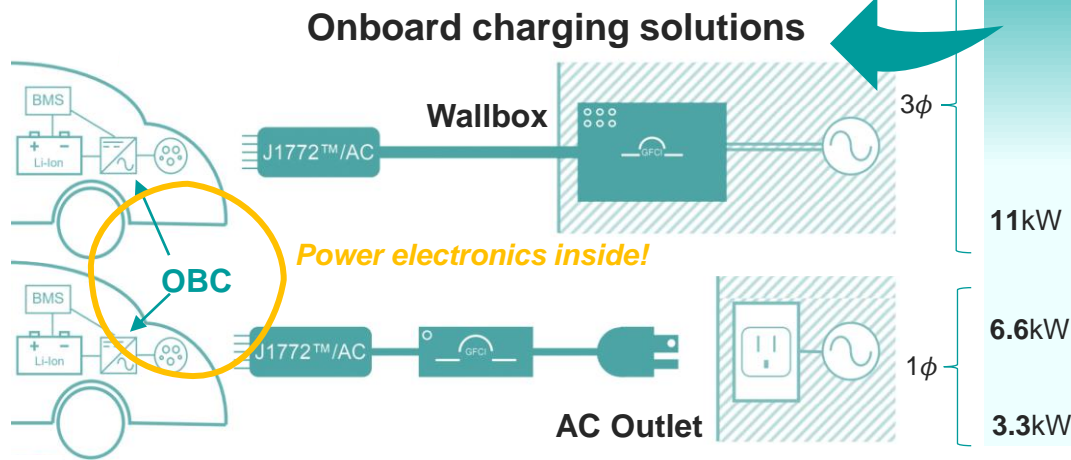 Onboard charging solutions
BMS
+ -
Li-Ion
J1772™/AC
Wallbox
GFCI
3ϕ
11kW
Power electronics inside!
OBC
BMS
+ -
Li-Ion
J1772™/AC
GFCI
AC Outlet
1ϕ
6.6kW
3.3kW